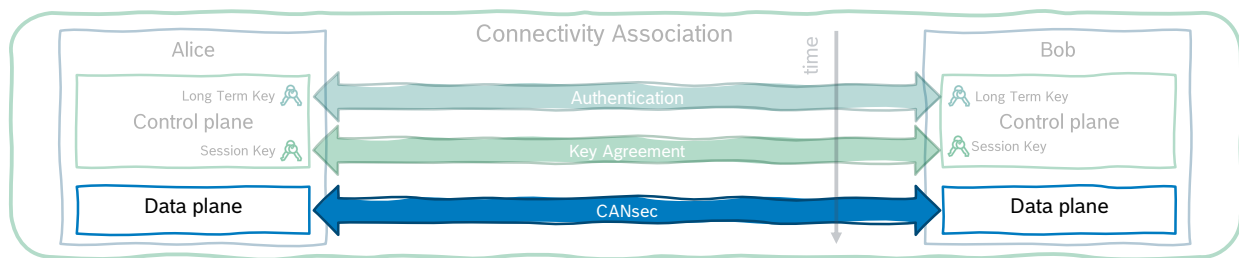 Connectivity Association
time
Alice
Long Term Key
Control plane
Session Key
Data plane
Authentication
Key Agreement
CANsec
Bob
Long Term Key
Control plane
Session Key
Data plane